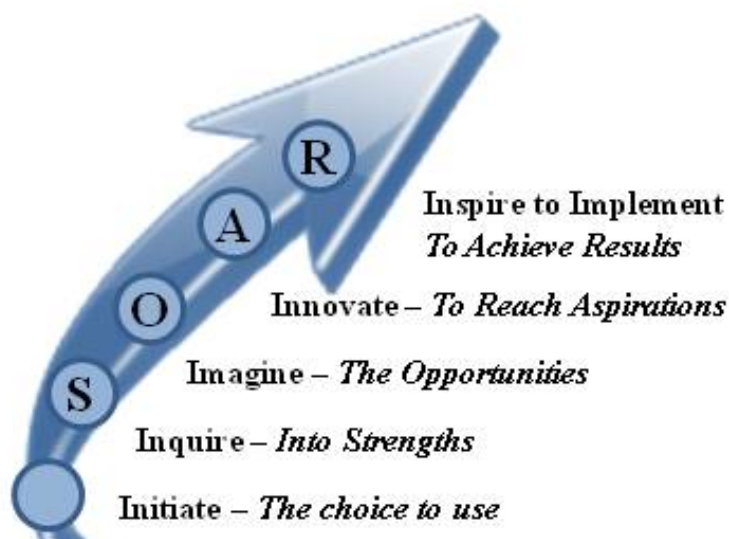 R
A
O
S
Inspire to Implement
To Achieve Results
Innovate – To Reach Aspirations
Imagine – The Opportunities
Inquire – Into Strengths
Initiate – The choice to use